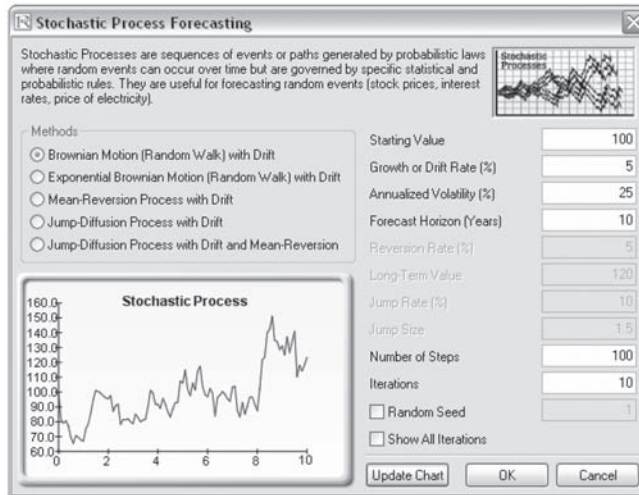 Stochastic Process Forecasting
Stochastic Processes are sequences of events or paths generated by probabilistic laws
where random events can occur over time but are governed by specific statistical and
probabilistic rules. They are useful for forecasting random events (stock prices, interest
rates, price of electricity).
Stochastic
Processes
Methods
Brownian Motion (Random Walk) with Drift
Exponential Brownian Motion (Random Walk) with Drift
Mean-Reversion Process with Drift
Jump-Diffusion Process with Drift
Jump-Diffusion Process with Drift and Mean-Reversion
Starting Value 100
Growth or Drift Rate (%) 5
Annualized Volatility (%) 25
Forecast Horizon (Years) 10
Reversion Rate (%) 5
Long-Term Value 120
Jump Rate (%) 10
Jump Size 1.5
Number of Steps 100
Iterations 10
Random Seed 1
Show All Iterations
Stochastic Process
160.0
150.0
140.0
130.0
120.0
110.0
100.0
90.0
80.0
70.0
60.0
0 2 4 6 8 10
Update Chart OK Cancel